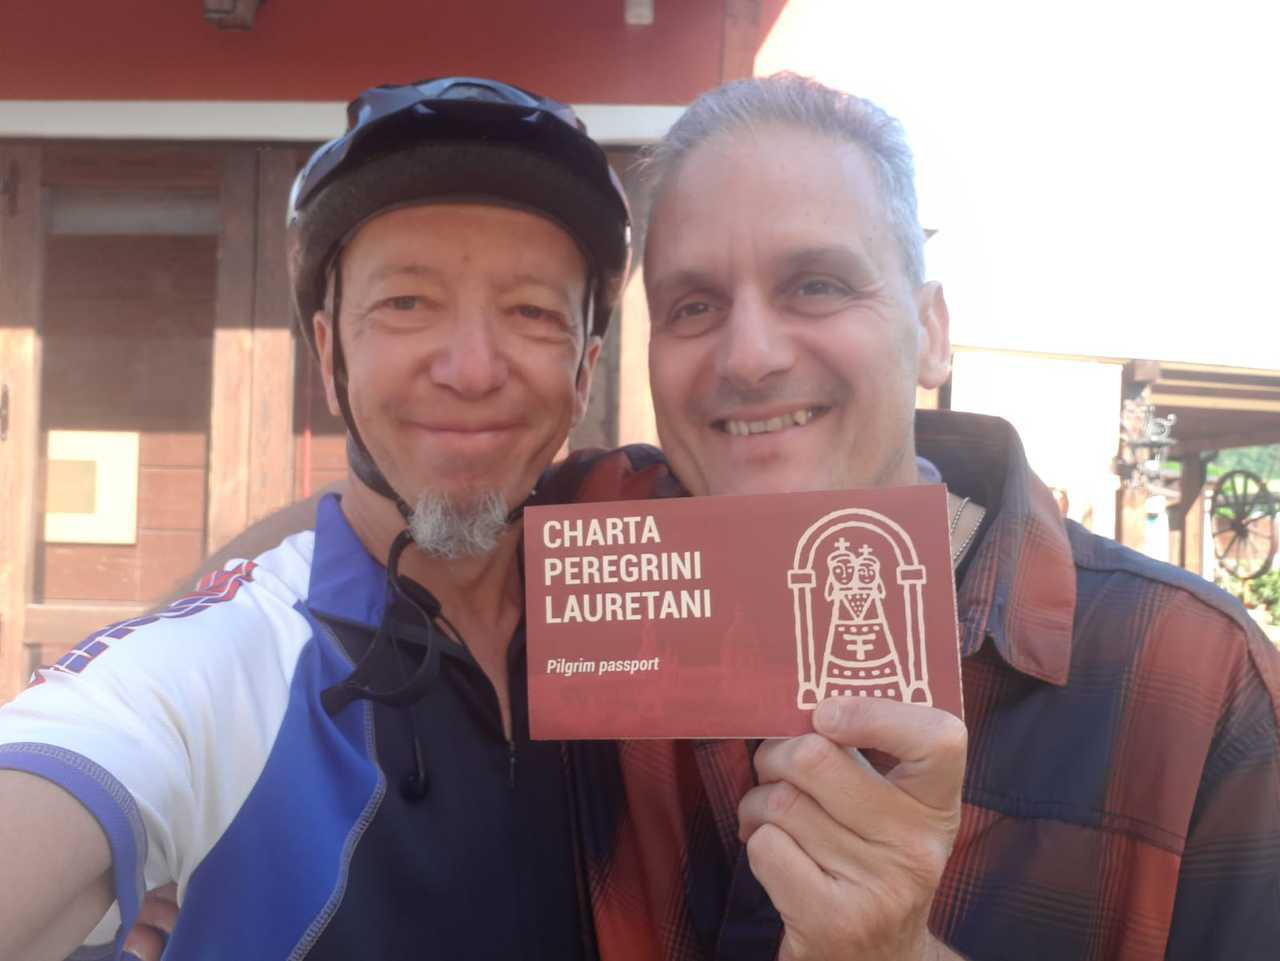 CHARTA
PEREGRINI
LAURETANI
Pilgrim passport